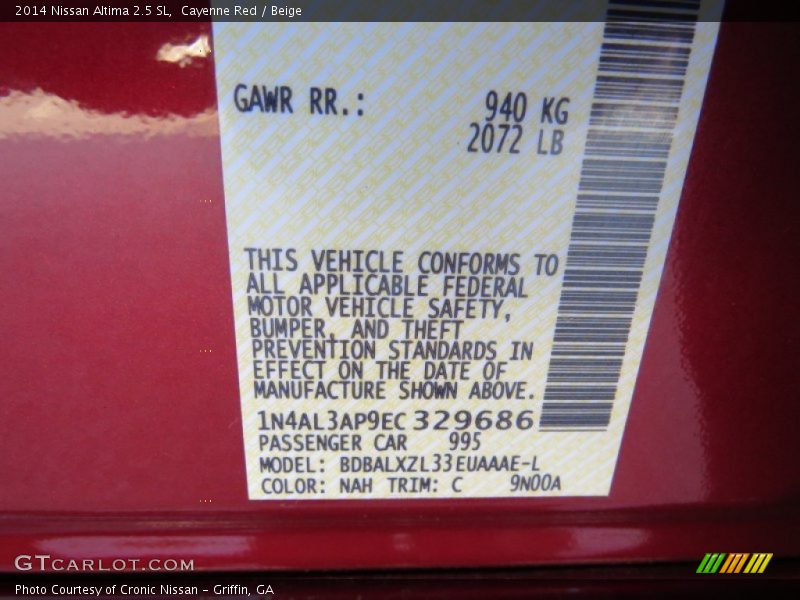 2014 Nissan Altima 2.5 SL, Cayenne Red / Beige
GAWR RR.: 940 KG
2072 LB
THIS VEHICLE CONFORMS TO
ALL APPLICABLE FEDERAL
MOTOR VEHICLE SAFETY,
BUMPER, AND THEFT
PREVENTION STANDARDS IN
EFFECT ON THE DATE OF
MANUFACTURE SHOWN ABOVE.
1N4AL3AP9EC329686
PASSENGER CAR 995
MODEL: BDBALXZL33EUAAAE-L
COLOR: NAH TRIM: C 9N00A
GTCARLOT.COM
Photo Courtesy of Cronic Nissan - Griffin, GA